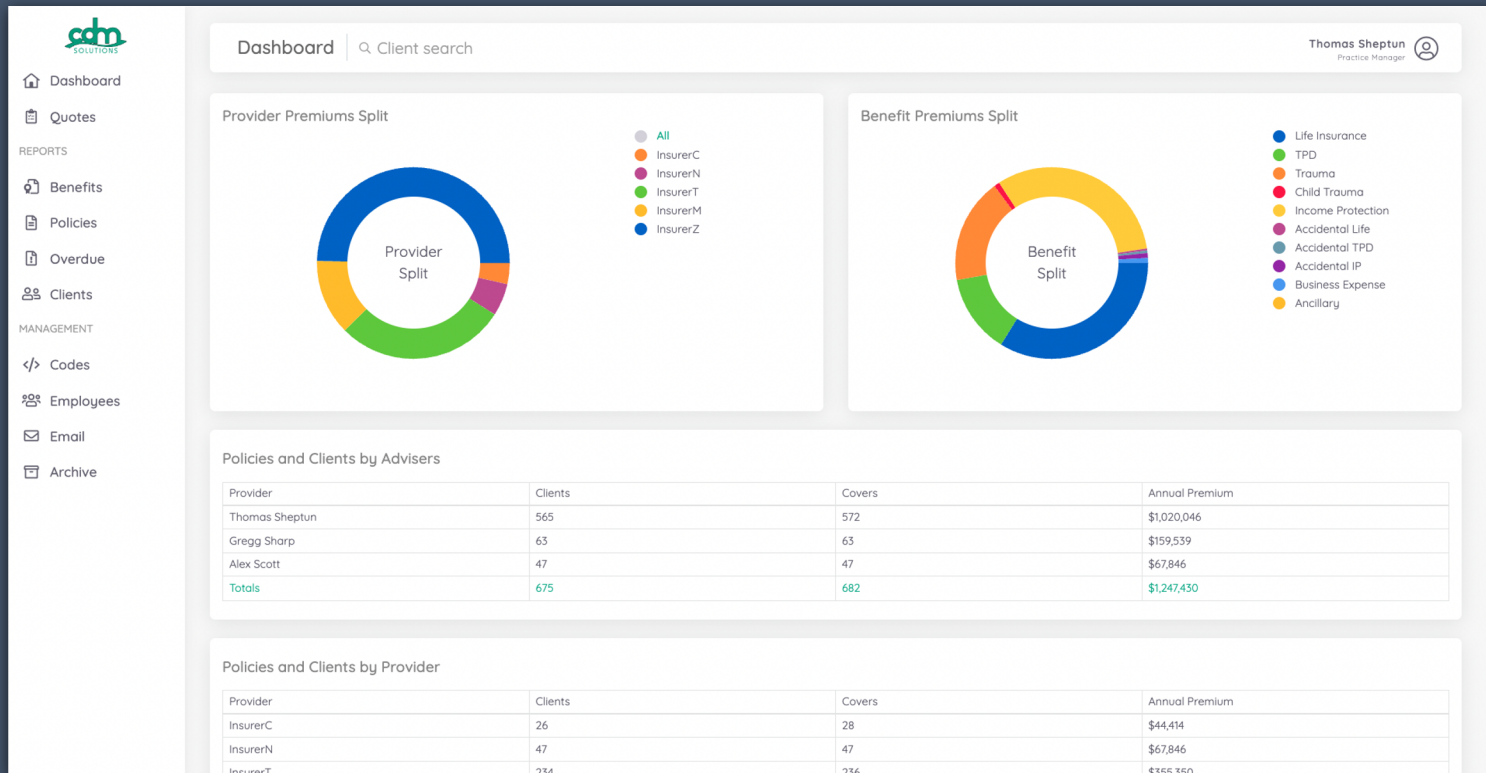 cdm
SOLUTIONS
Dashboard
Quotes
REPORTS
Benefits
Policies
Overdue
Clients
MANAGEMENT
Codes
Employees
Email
Archive
Dashboard
Client search
Thomas Sheptun
Practice Manager
Provider Premiums Split
Provider
Split
All
InsurerC
InsurerN
InsurerT
InsurerM
InsurerZ
Benefit Premiums Split
Benefit
Split
Life Insurance
TPD
Trauma
Child Trauma
Income Protection
Accidental Life
Accidental TPD
Accidental IP
Business Expense
Ancillary
Policies and Clients by Advisers
Provider Clients Covers Annual Premium
Thomas Sheptun 565 572 $1,020,046
Gregg Sharp 63 63 $159,539
Alex Scott 47 47 $67,846
Totals 675 682 $1,247,430
Policies and Clients by Provider
Provider Clients Covers Annual Premium
InsurerC 26 28 $44,414
InsurerN 47 47 $67,846
InsurerT 234 236 $355,350